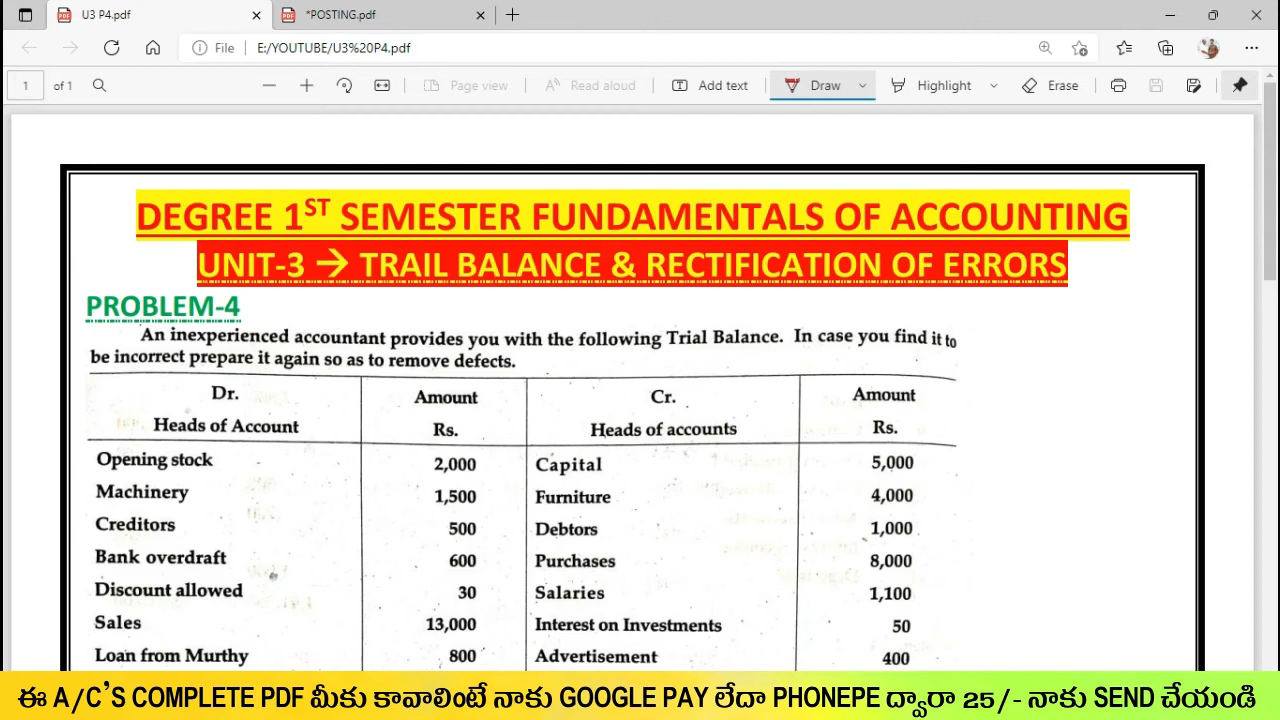 U3 P4.pdf
*POSTING.pdf
File
E:/YOUTUBE/U3%20P4.pdf
1 of 1
Page view
Read aloud
Add text
Draw
Highlight
Erase
DEGREE 1ST SEMESTER FUNDAMENTALS OF ACCOUNTING
UNIT-3 → TRAIL BALANCE & RECTIFICATION OF ERRORS
PROBLEM-4
An inexperienced accountant provides you with the following Trial Balance. In case you find it to
be incorrect prepare it again so as to remove defects.
Dr. Amount Cr. Amount
Heads of Account Rs. Heads of accounts Rs.
Opening stock 2,000 Capital 5,000
Machinery 1,500 Furniture 4,000
Creditors 500 Debtors 1,000
Bank overdraft 600 Purchases 8,000
Discount allowed 30 Salaries 1,100
Sales 13,000 Interest on Investments 50
Loan from Murthy 800 Advertisement 400
ఈ A/C'S COMPLETE PDF మీకు కావాలింటే నాకు GOOGLE PAY లేదా PHONEPE ద్వారా 25/- నాకు SEND చేయండి